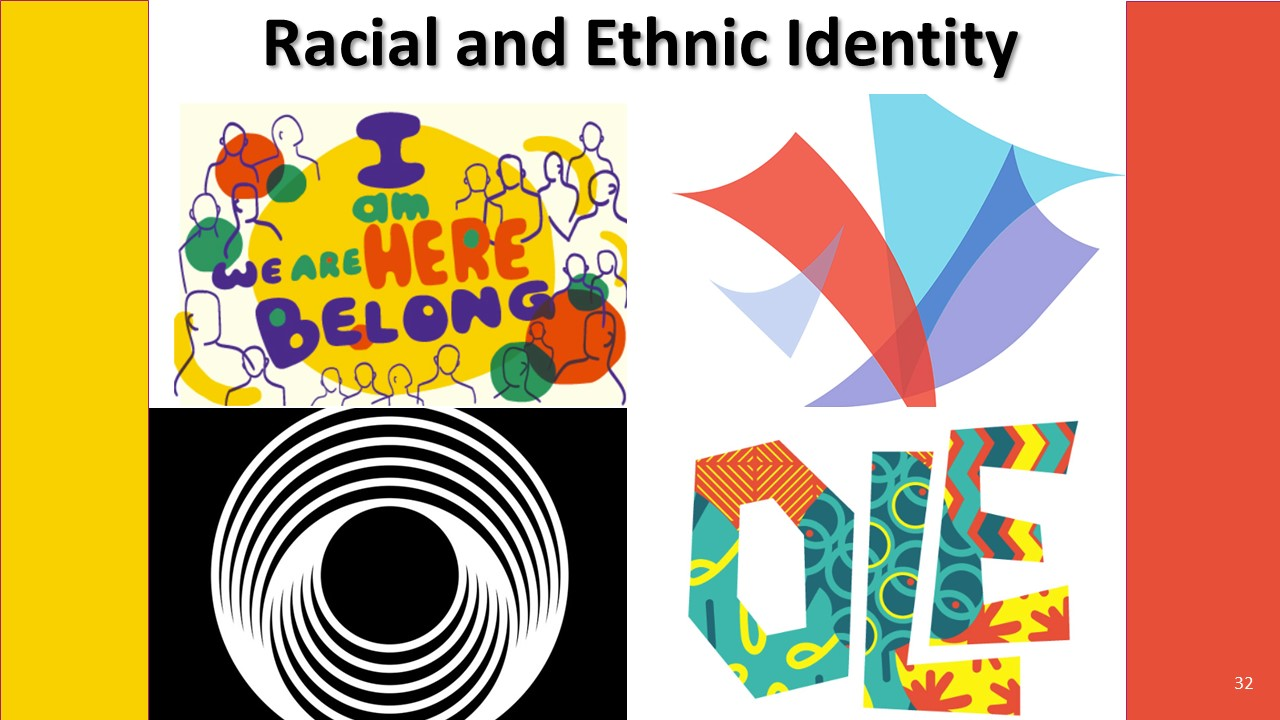 Racial and Ethnic Identity
I
am
WE ARE HERE
BELONG
OLE
32